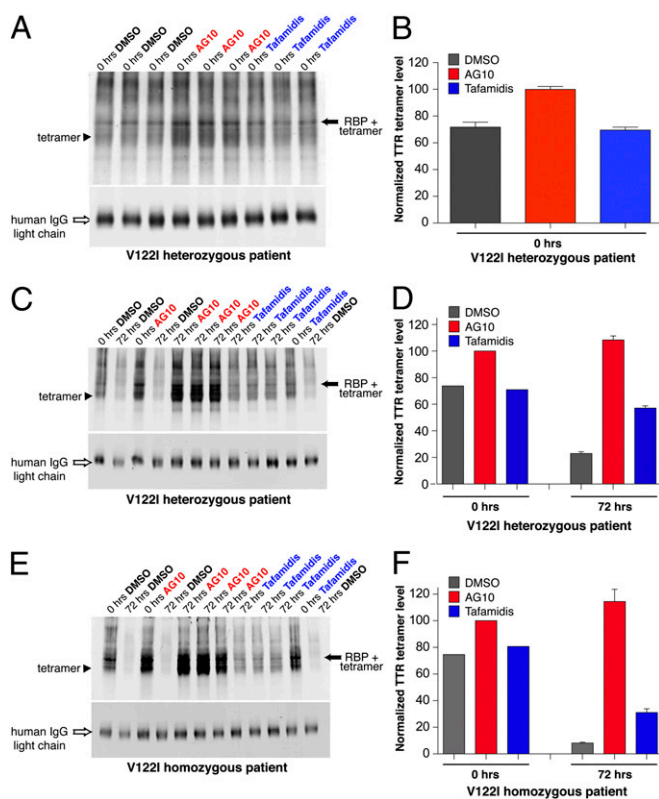 A
0 hrs DMSO
0 hrs DMSO
0 hrs DMSO
0 hrs AG10
0 hrs AG10
0 hrs AG10
0 hrs Tafamidis
0 hrs Tafamidis
0 hrs Tafamidis
tetramer
RBP +
tetramer
human IgG
light chain
V122I heterozygous patient
B
Normalized TTR tetramer level
120
100
80
60
40
20
0
DMSO
AG10
Tafamidis
0 hrs
V122I heterozygous patient
C
0 hrs DMSO
72 hrs DMSO
0 hrs AG10
72 hrs DMSO
72 hrs AG10
72 hrs AG10
72 hrs AG10
72 hrs Tafamidis
72 hrs Tafamidis
72 hrs Tafamidis
0 hrs Tafamidis
72 hrs DMSO
tetramer
RBP +
tetramer
human IgG
light chain
V122I heterozygous patient
D
Normalized TTR tetramer level
120
100
80
60
40
20
0
DMSO
AG10
Tafamidis
0 hrs
72 hrs
V122I heterozygous patient
E
0 hrs DMSO
72 hrs DMSO
0 hrs AG10
72 hrs DMSO
72 hrs AG10
72 hrs AG10
72 hrs AG10
72 hrs Tafamidis
72 hrs Tafamidis
72 hrs Tafamidis
0 hrs Tafamidis
72 hrs DMSO
tetramer
RBP +
tetramer
human IgG
light chain
V122I homozygous patient
F
Normalized TTR tetramer level
120
100
80
60
40
20
0
DMSO
AG10
Tafamidis
0 hrs
72 hrs
V122I homozygous patient